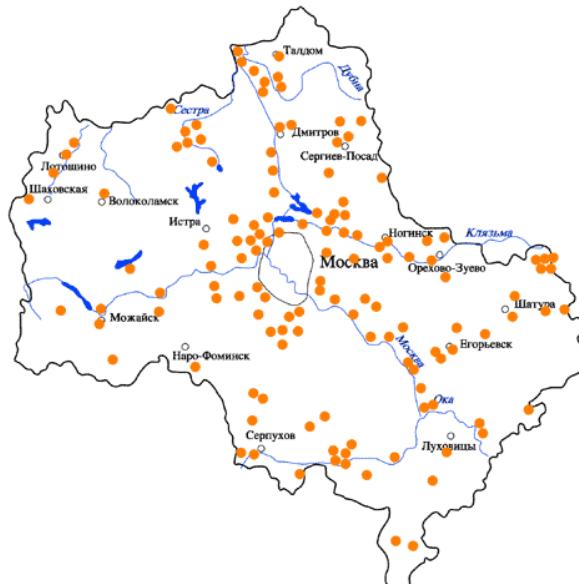 Талдом
Дубна
Сестра
Дмитров
Сергиев-Посад
Лотошино
Шаховская
Волоколамск
Истра
Ногинск
Клязьма
Москва
Орехово-Зуево
Шатура
Можайск
Москва
Егорьевск
Наро-Фоминск
Ока
Серпухов
Луховицы